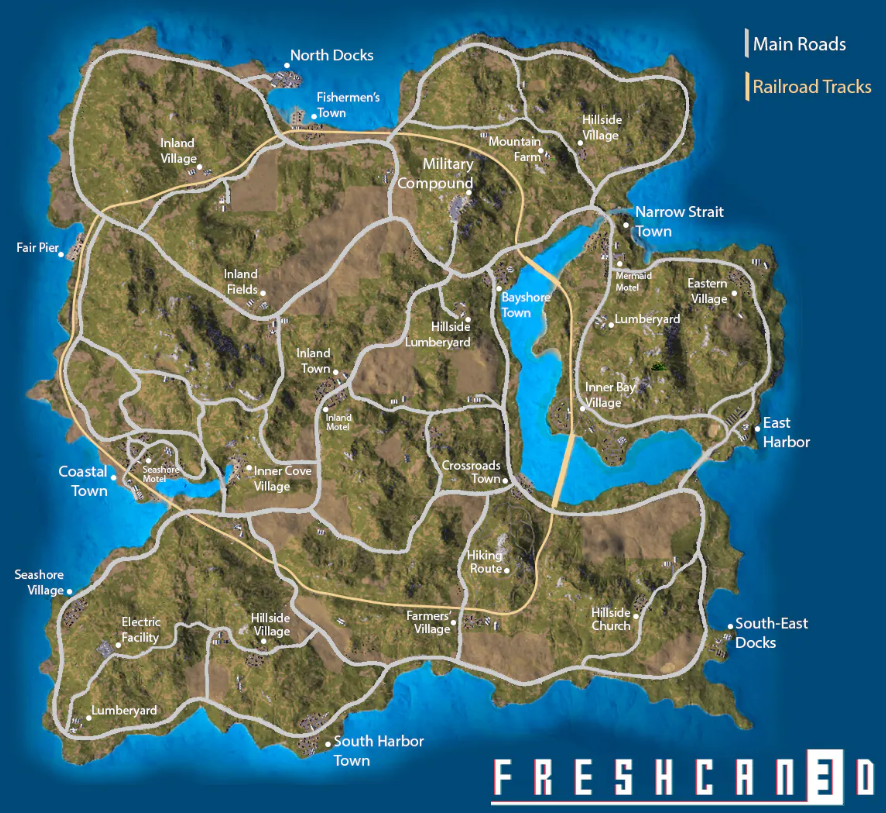 Main Roads
Railroad Tracks
North Docks
Fishermen's
Town
Inland
Village
Mountain
Farm
Hillside
Village
Military
Compound
Narrow Strait
Town
Fair Pier
Mermaid
Motel
Eastern
Village
Inland
Fields
Bayshore
Town
Hillside
Lumberyard
Lumberyard
Inland
Town
Inland
Motel
Inner Bay
Village
East
Harbor
Coastal
Town
Seashore
Motel
Inner Cove
Village
Crossroads
Town
Hiking
Route
Seashore
Village
Electric
Facility
Hillside
Village
Farmers'
Village
Hillside
Church
South-East
Docks
Lumberyard
South Harbor
Town
FRESHCAN3D